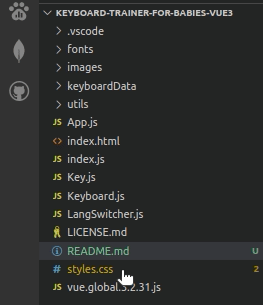 KEYBOARD-TRAINER-FOR-BABIES-VUE3
.vscode
fonts
images
keyboardData
utils
JS App.js
<> index.html
JS index.js
JS Key.js
JS Keyboard.js
JS LangSwitcher.js
LICENSE.md
README.md U
# styles.css 2
JS vue.global.3.2.31.js